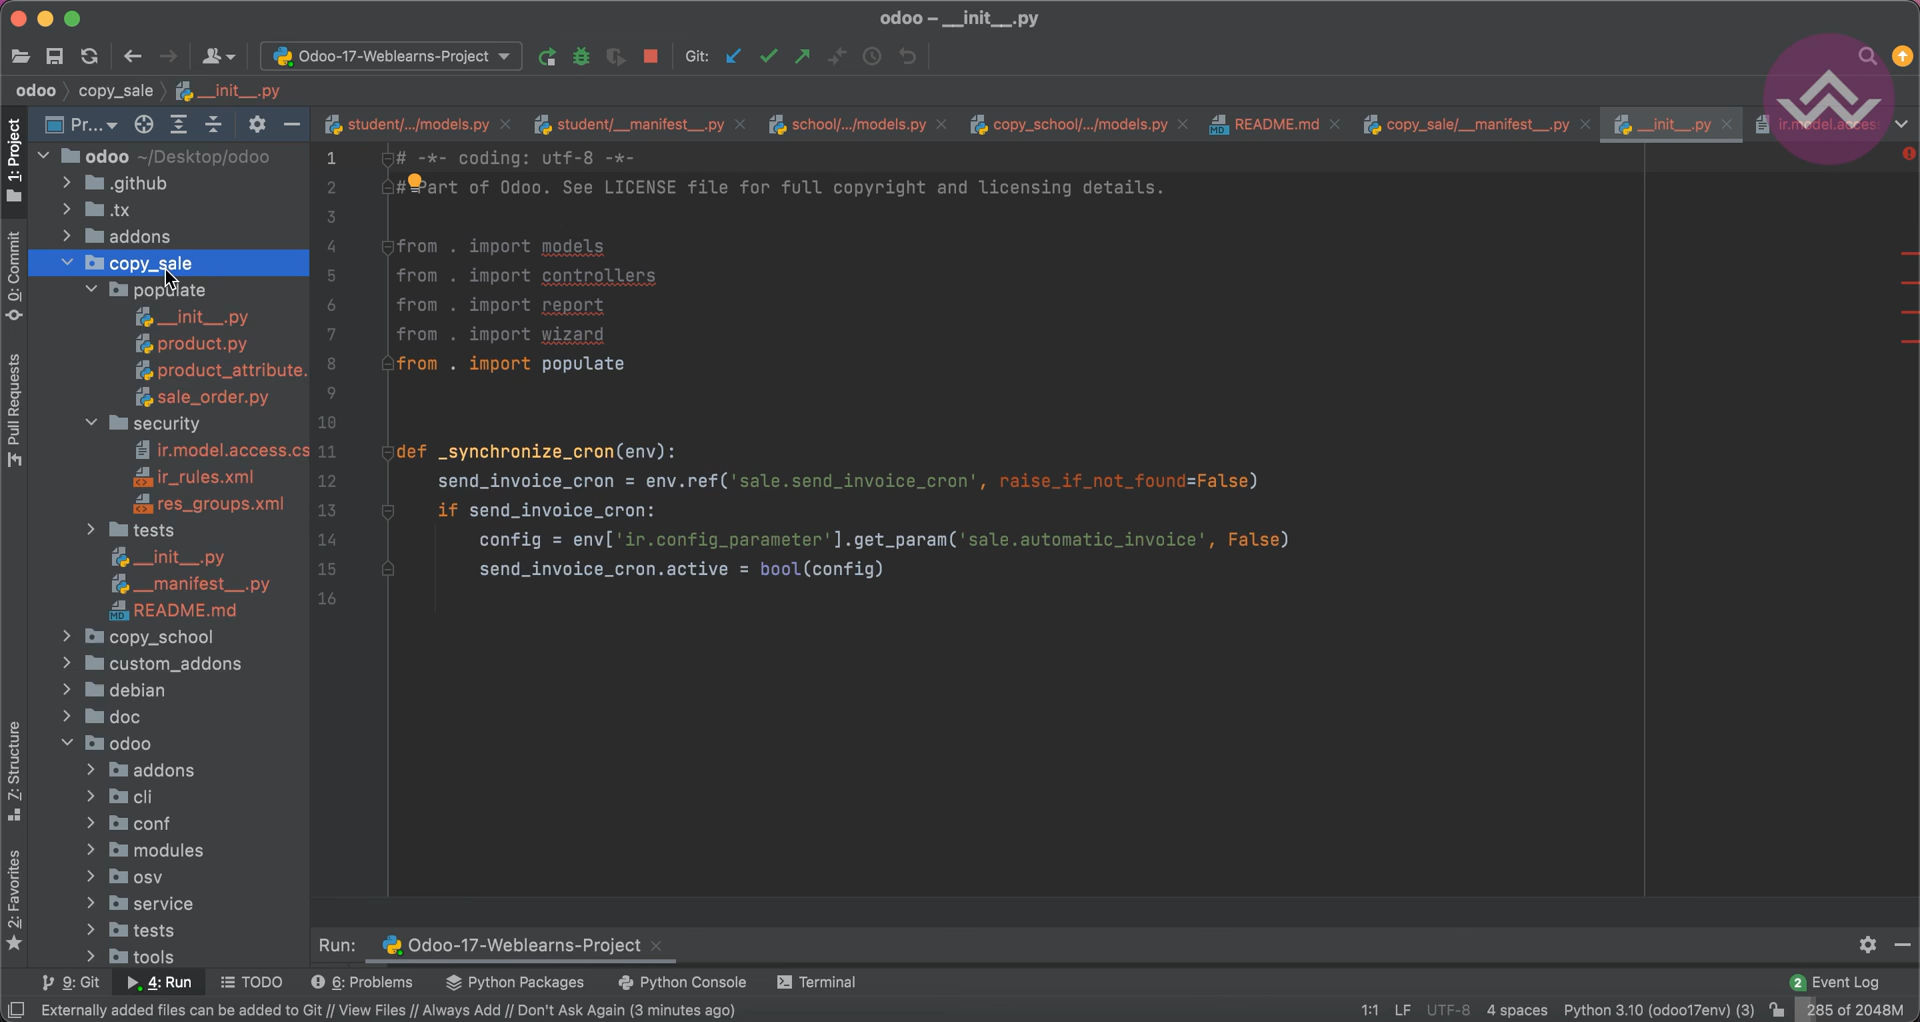 odoo – __init__.py
Odoo-17-Weblearns-Project
Git:
odoo
copy_sale
__init__.py
Pr...
student/.../models.py
student/__manifest__.py
school/.../models.py
copy_school/.../models.py
README.md
copy_sale/__manifest__.py
__init__.py
ir.model.acces
1: Project
0: Commit
Pull Requests
Z: Structure
2: Favorites
odoo ~/Desktop/odoo
.github
.tx
addons
copy_sale
populate
__init__.py
product.py
product_attribute.
sale_order.py
security
ir.model.access.cs
ir_rules.xml
res_groups.xml
tests
__init__.py
__manifest__.py
README.md
copy_school
custom_addons
debian
doc
odoo
addons
cli
conf
modules
osv
service
tests
tools
1 # -*- coding: utf-8 -*-
2 # Part of Odoo. See LICENSE file for full copyright and licensing details.
3
4 from . import models
5 from . import controllers
6 from . import report
7 from . import wizard
8 from . import populate
9
10
11 def _synchronize_cron(env):
12 send_invoice_cron = env.ref('sale.send_invoice_cron', raise_if_not_found=False)
13 if send_invoice_cron:
14 config = env['ir.config_parameter'].get_param('sale.automatic_invoice', False)
15 send_invoice_cron.active = bool(config)
16
Run: Odoo-17-Weblearns-Project
9: Git
4: Run
TODO
6: Problems
Python Packages
Python Console
Terminal
2 Event Log
Externally added files can be added to Git // View Files // Always Add // Don't Ask Again (3 minutes ago)
1:1 LF UTF-8 4 spaces Python 3.10 (odoo17env) (3) 285 of 2048M